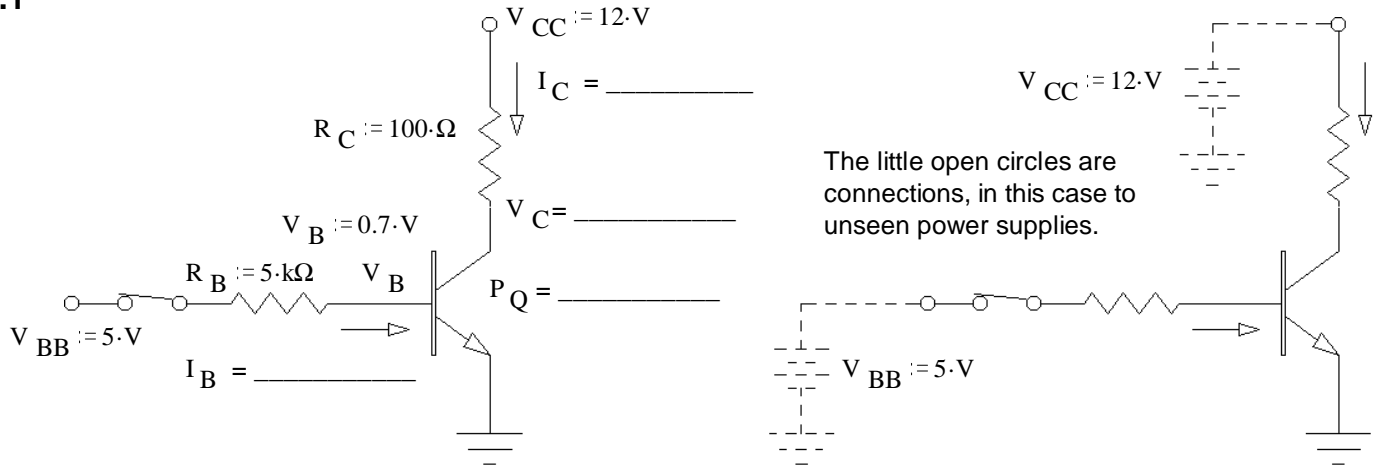 .1
V CC := 12·V
I C = __________
R C := 100·Ω
V C= ___________
V B := 0.7·V
R B := 5·kΩ
V B
P Q = ___________
V BB := 5·V
I B = ___________
V CC := 12·V
The little open circles are
connections, in this case to
unseen power supplies.
V BB := 5·V